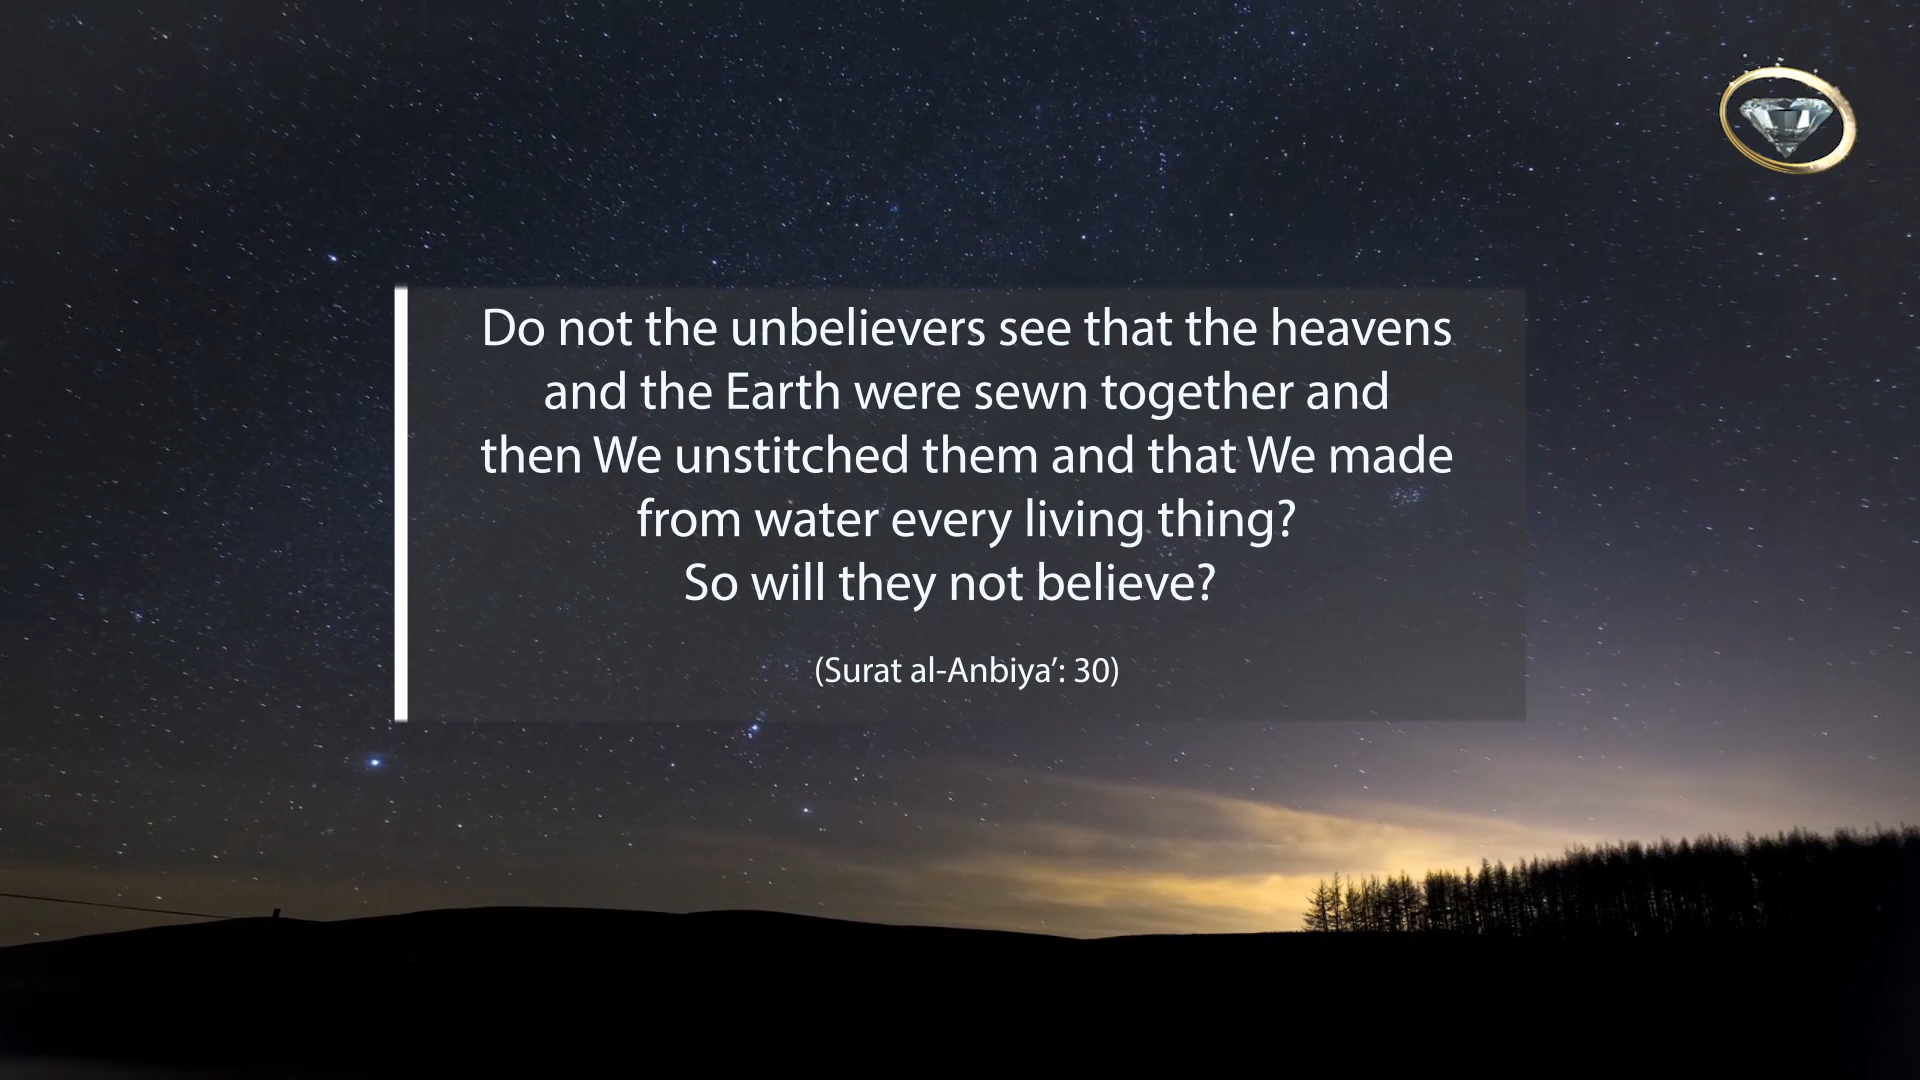 Do not the unbelievers see that the heavens
and the Earth were sewn together and
then We unstitched them and that We made
from water every living thing?
So will they not believe?
(Surat al-Anbiya’: 30)